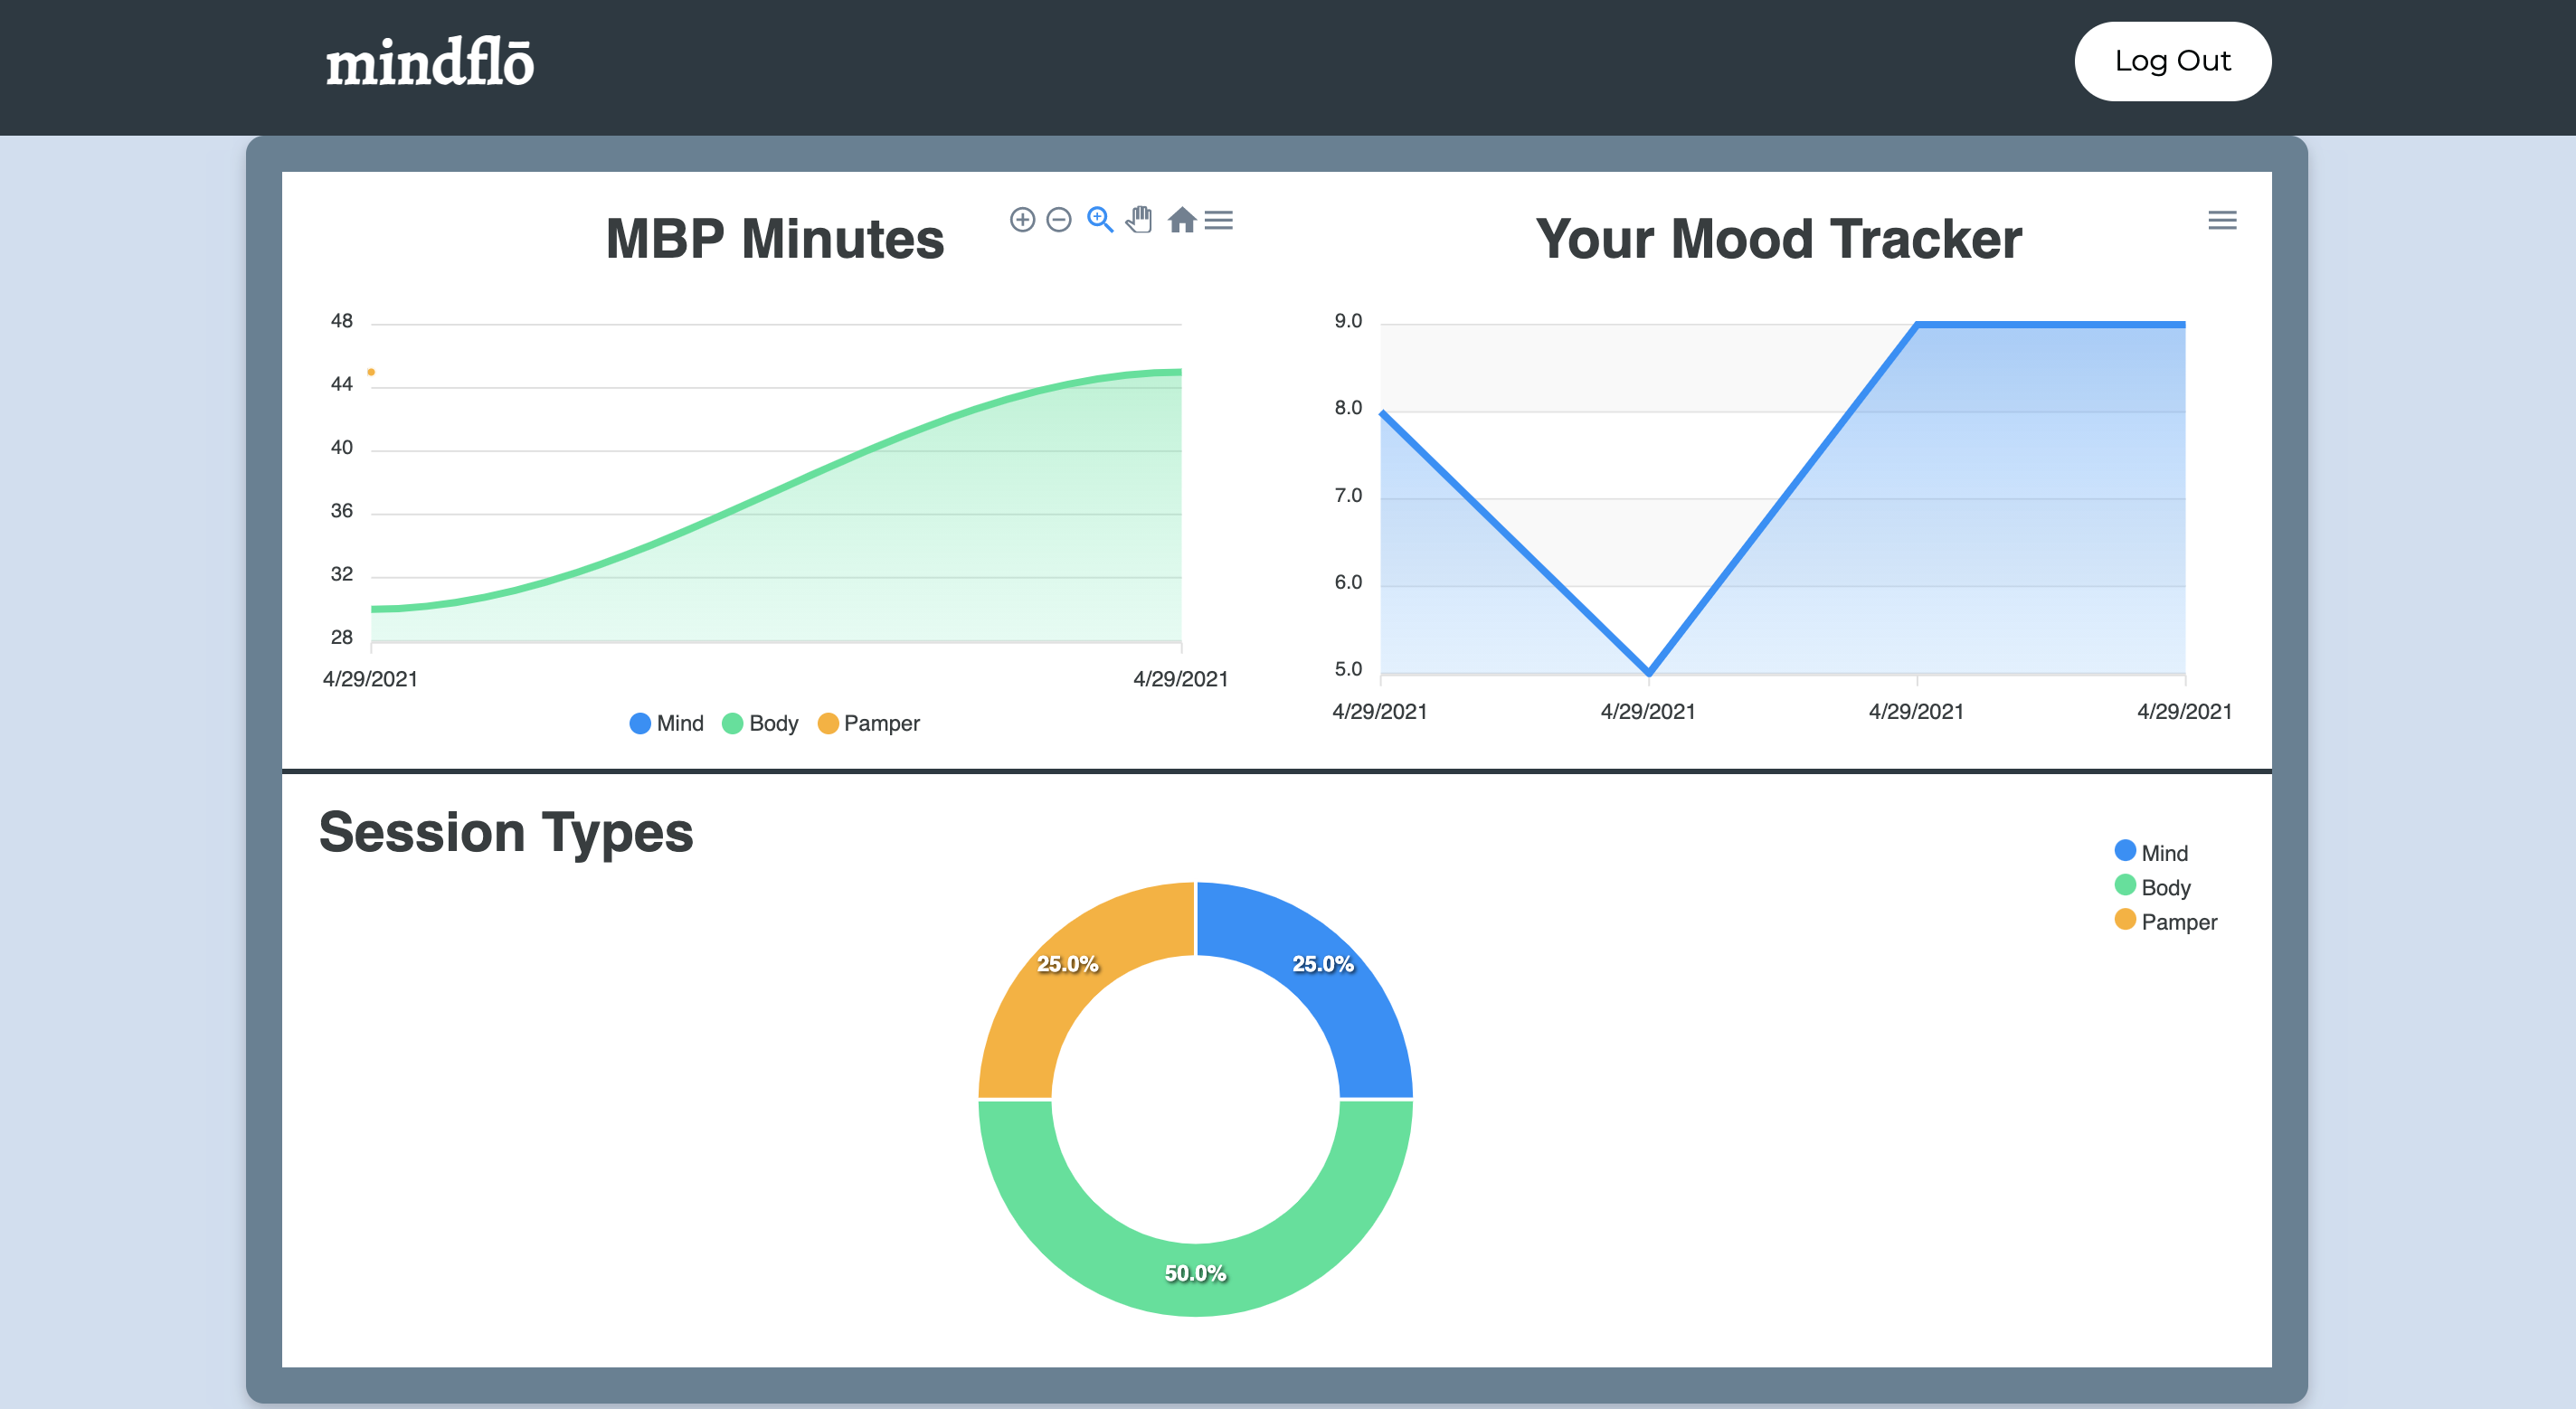 mindflō
Log Out
MBP Minutes
48
44
40
36
32
28
4/29/2021 4/29/2021
Mind Body Pamper
Your Mood Tracker
9.0
8.0
7.0
6.0
5.0
4/29/2021 4/29/2021 4/29/2021 4/29/2021
Session Types
Mind
Body
Pamper
25.0% 25.0%
50.0%